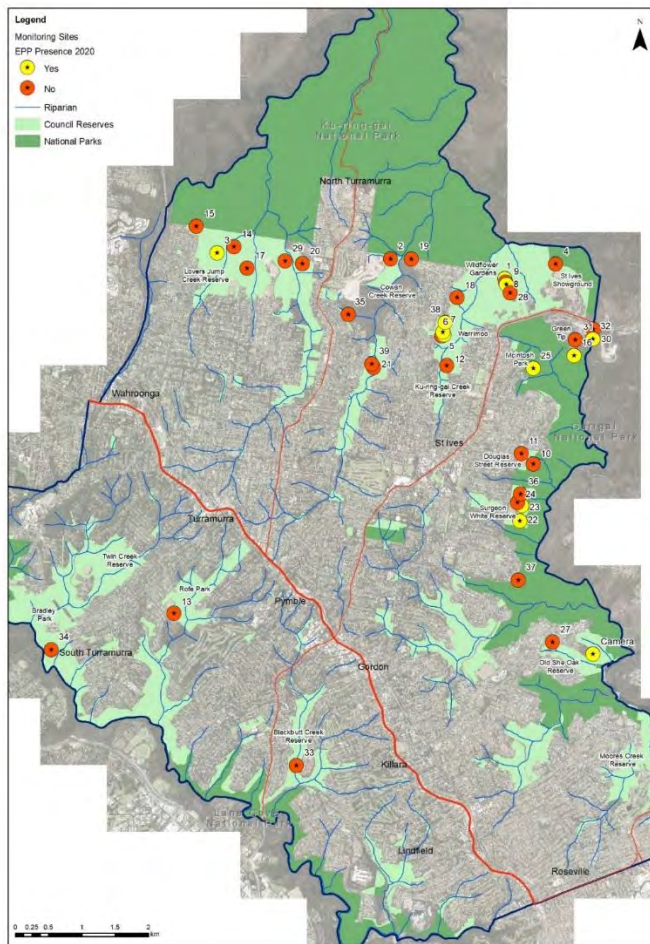 Legend
Monitoring Sites
EPP Presence 2020
Yes
No
Riparian
Council Reserves
National Parks
N
Ku-ring-gai
National Park
North Turramurra
15
3
14
17
29
20
2
19
4
Lovers Jump
Creek Reserve
Cowan
Creek Reserve
Wildflower
Gardens
1
9
8
28
St Ives
Showground
18
35
38
6
7
5
Warrimoo
Green
Tip
31
32
30
16
39
21
12
McIntosh
Park
25
Ku-ring-gai Creek
Reserve
Wahroonga
St Ives
Garigal
National Park
11
10
Douglas
Street Reserve
36
24
23
22
Surgeon
White Reserve
Turramurra
37
Twin Creek
Reserve
Rofe Park
13
Pymble
Bradley
Park
34
South Turramurra
27
Camera
Old She Oak
Reserve
Gordon
Blackbutt Creek
Reserve
33
Moores Creek
Reserve
Killara
Lane Cove
National Park
Lindfield
Roseville
0 0.25 0.5 1 1.5 2
km